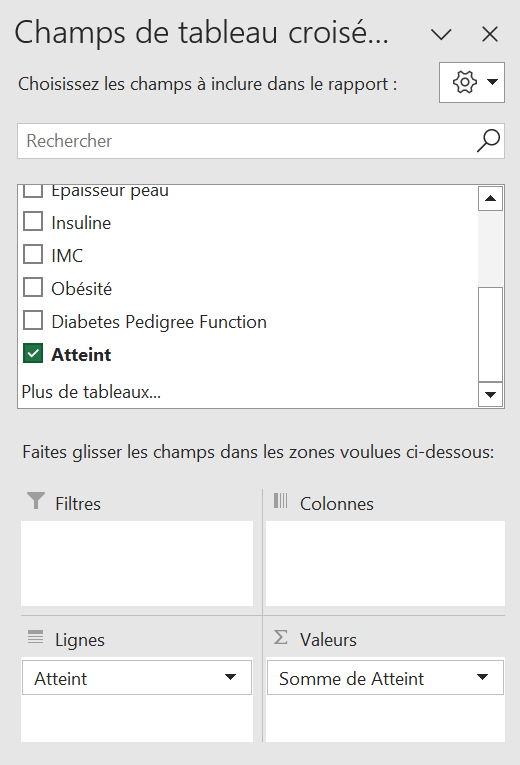 Champs de tableau croisé...
Choisissez les champs à inclure dans le rapport :
Rechercher
Epaisseur peau
Insuline
IMC
Obésité
Diabetes Pedigree Function
Atteint
Plus de tableaux...
Faites glisser les champs dans les zones voulues ci-dessous:
Filtres
Colonnes
Lignes
Valeurs
Atteint
Somme de Atteint